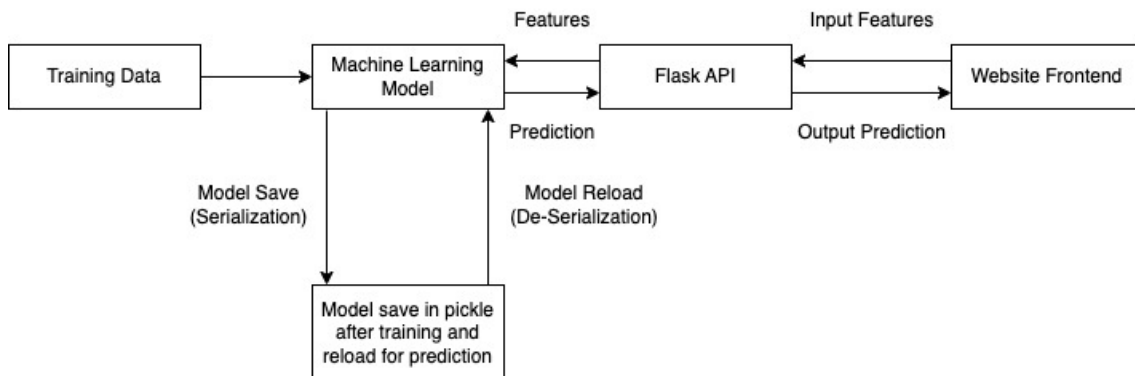 Features
Input Features
Training Data
Machine Learning
Model
Flask API
Website Frontend
Prediction
Output Prediction
Model Save
(Serialization)
Model Reload
(De-Serialization)
Model save in pickle
after training and
reload for prediction